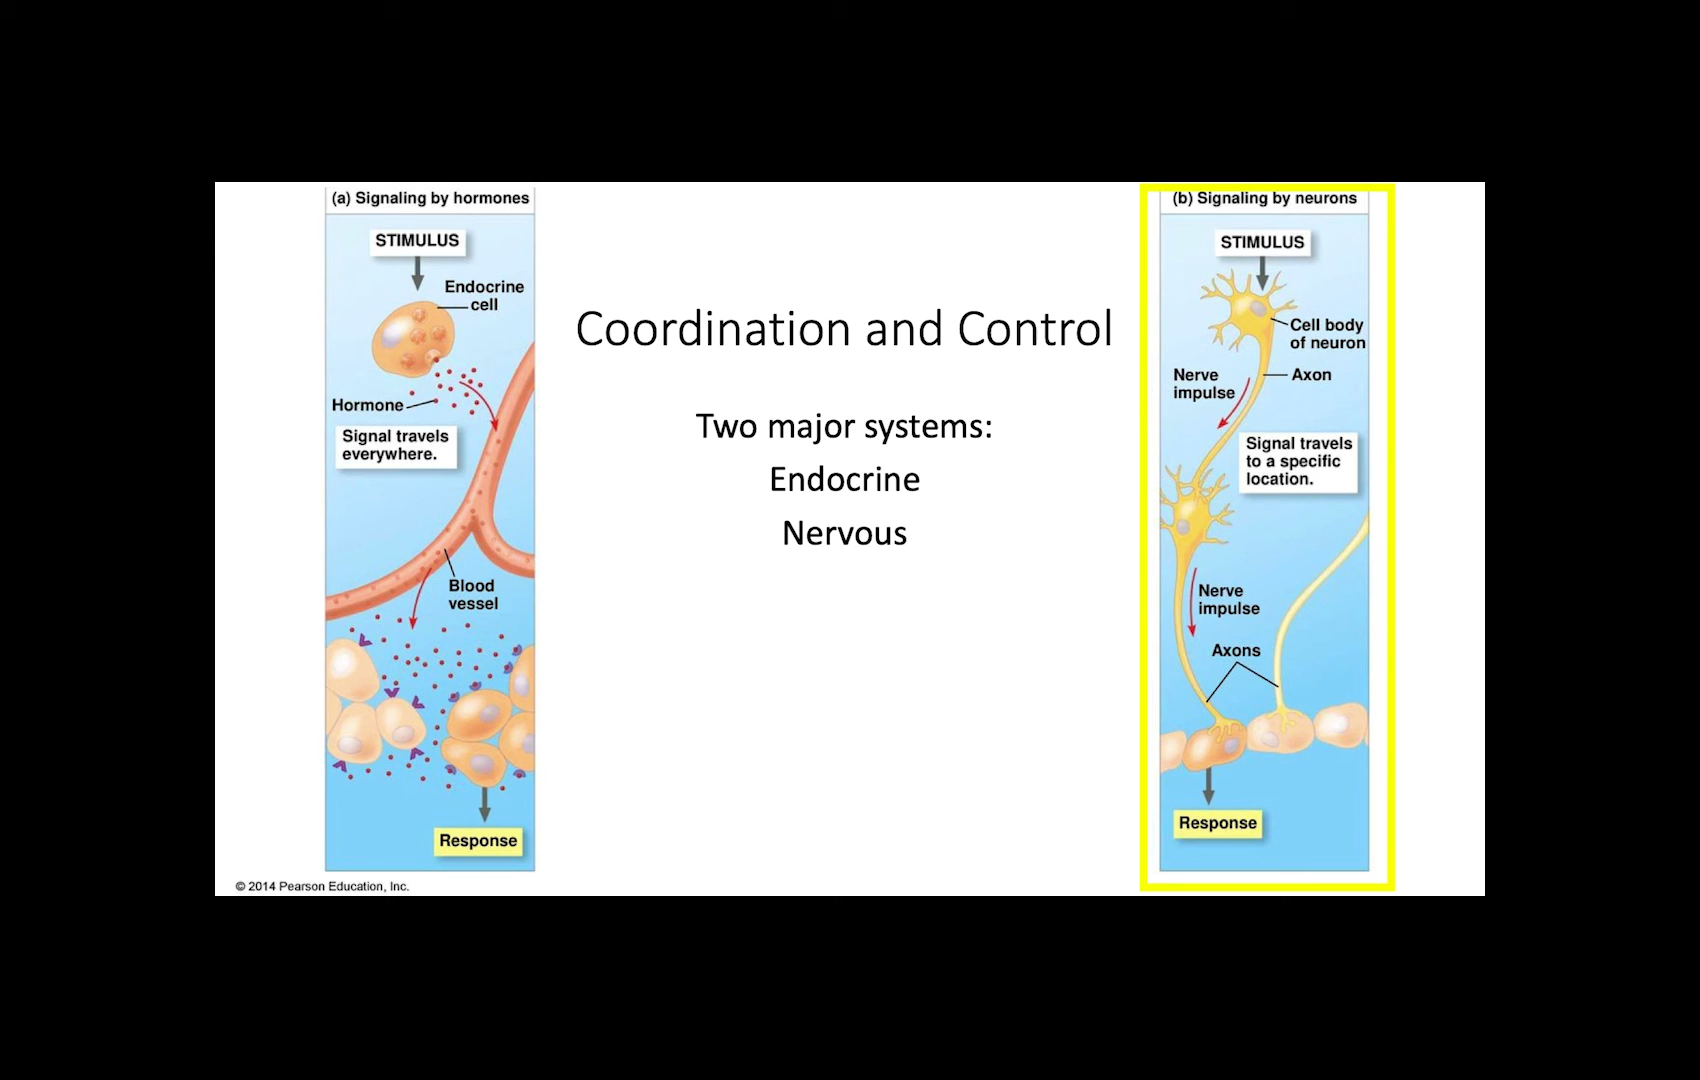 (a) Signaling by hormones
STIMULUS
Endocrine
cell
Hormone
Signal travels
everywhere.
Blood
vessel
Response
© 2014 Pearson Education, Inc.
Coordination and Control
Two major systems:
Endocrine
Nervous
(b) Signaling by neurons
STIMULUS
Cell body
of neuron
Axon
Nerve
impulse
Signal travels
to a specific
location.
Nerve
impulse
Axons
Response